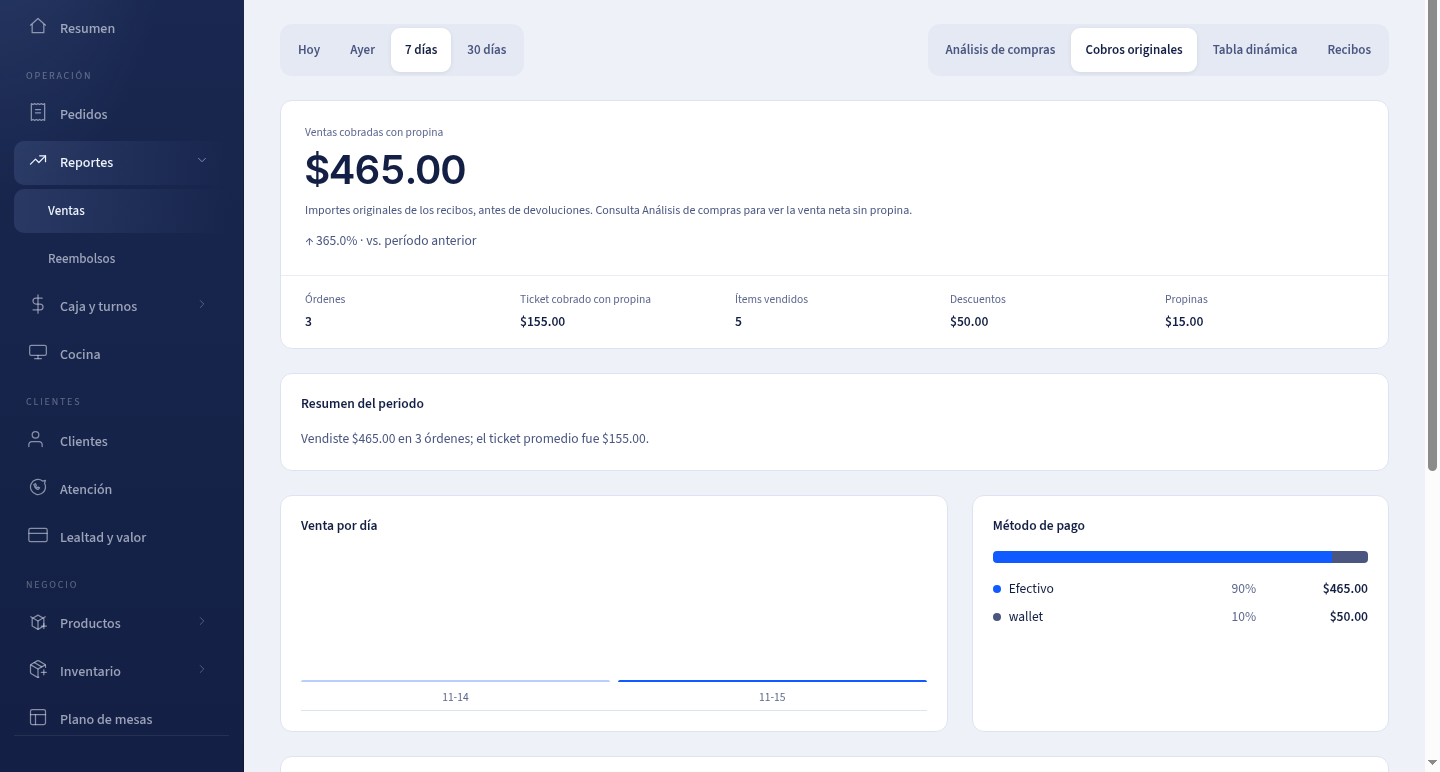 Resumen
OPERACIÓN
Pedidos
Reportes
Ventas
Reembolsos
Caja y turnos
Cocina
CLIENTES
Clientes
Atención
Lealtad y valor
NEGOCIO
Productos
Inventario
Plano de mesas
Hoy Ayer 7 días 30 días
Análisis de compras Cobros originales Tabla dinámica Recibos
Ventas cobradas con propina
$465.00
Importes originales de los recibos, antes de devoluciones. Consulta Análisis de compras para ver la venta neta sin propina.
↑ 365.0% · vs. período anterior
Órdenes Ticket cobrado con propina Ítems vendidos Descuentos Propinas
3 $155.00 5 $50.00 $15.00
Resumen del periodo
Vendiste $465.00 en 3 órdenes; el ticket promedio fue $155.00.
Venta por día
11-14 11-15
Método de pago
Efectivo 90% $465.00
wallet 10% $50.00